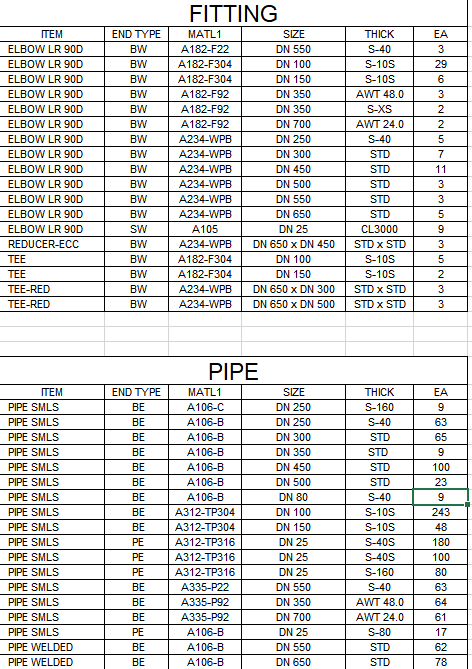 FITTING
ITEM END TYPE MATL1 SIZE THICK EA
ELBOW LR 90D BW A182-F22 DN 550 S-40 3
ELBOW LR 90D BW A182-F304 DN 100 S-10S 29
ELBOW LR 90D BW A182-F304 DN 150 S-10S 6
ELBOW LR 90D BW A182-F92 DN 350 AWT 48.0 3
ELBOW LR 90D BW A182-F92 DN 350 S-XS 2
ELBOW LR 90D BW A182-F92 DN 700 AWT 24.0 2
ELBOW LR 90D BW A234-WPB DN 250 S-40 5
ELBOW LR 90D BW A234-WPB DN 300 STD 7
ELBOW LR 90D BW A234-WPB DN 450 STD 11
ELBOW LR 90D BW A234-WPB DN 500 STD 3
ELBOW LR 90D BW A234-WPB DN 550 STD 3
ELBOW LR 90D BW A234-WPB DN 650 STD 5
ELBOW LR 90D SW A105 DN 25 CL3000 9
REDUCER-ECC BW A234-WPB DN 650 x DN 450 STD x STD 3
TEE BW A182-F304 DN 100 S-10S 5
TEE BW A182-F304 DN 150 S-10S 2
TEE-RED BW A234-WPB DN 650 x DN 300 STD x STD 3
TEE-RED BW A234-WPB DN 650 x DN 500 STD x STD 3
PIPE
ITEM END TYPE MATL1 SIZE THICK EA
PIPE SMLS BE A106-C DN 250 S-160 9
PIPE SMLS BE A106-B DN 250 S-40 63
PIPE SMLS BE A106-B DN 300 STD 65
PIPE SMLS BE A106-B DN 350 STD 9
PIPE SMLS BE A106-B DN 450 STD 100
PIPE SMLS BE A106-B DN 500 STD 23
PIPE SMLS BE A106-B DN 80 S-40 9
PIPE SMLS BE A312-TP304 DN 100 S-10S 243
PIPE SMLS BE A312-TP304 DN 150 S-10S 48
PIPE SMLS PE A312-TP316 DN 25 S-40S 180
PIPE SMLS PE A312-TP316 DN 25 S-40S 100
PIPE SMLS PE A312-TP316 DN 25 S-160 80
PIPE SMLS BE A335-P22 DN 550 S-40 63
PIPE SMLS BE A335-P92 DN 350 AWT 48.0 64
PIPE SMLS BE A335-P92 DN 700 AWT 24.0 61
PIPE SMLS PE A106-B DN 25 S-80 17
PIPE WELDED BE A106-B DN 550 STD 62
PIPE WELDED BE A106-B DN 650 STD 78